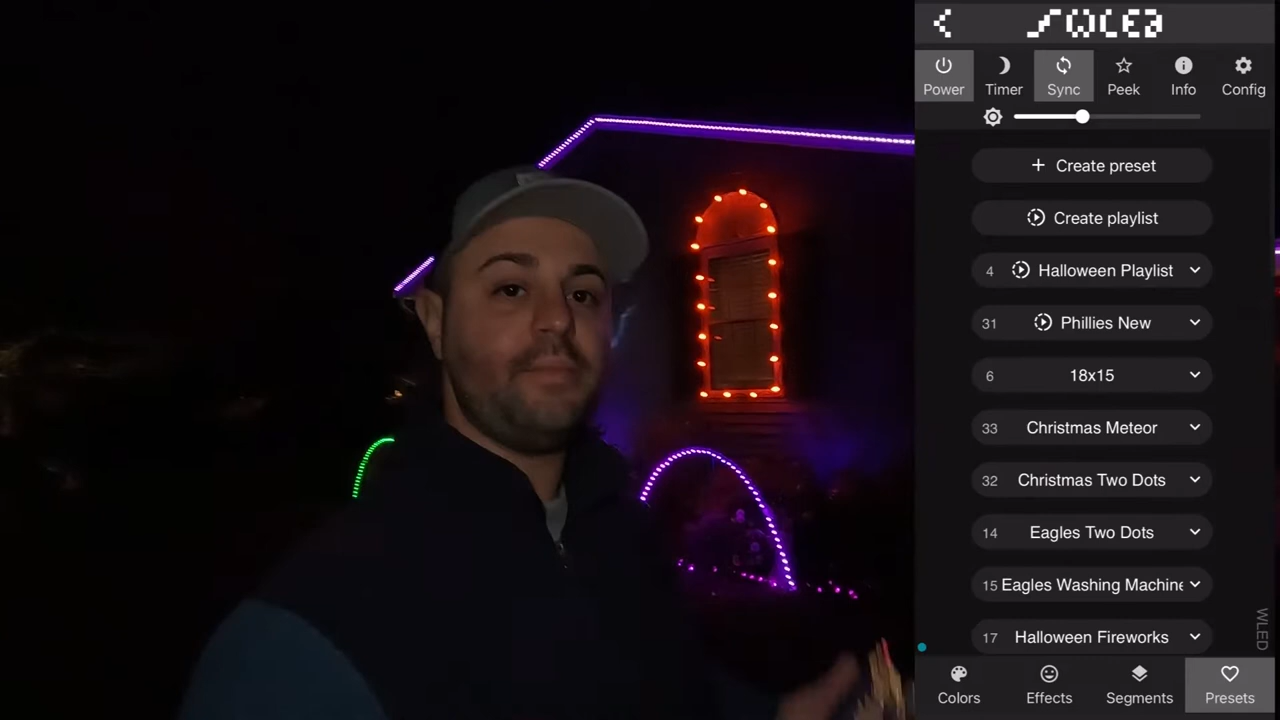 WLED
Power Timer Sync Peek Info Config
Create preset
Create playlist
4 Halloween Playlist
31 Phillies New
6 18x15
33 Christmas Meteor
32 Christmas Two Dots
14 Eagles Two Dots
15 Eagles Washing Machine
17 Halloween Fireworks
WLED
Colors Effects Segments Presets